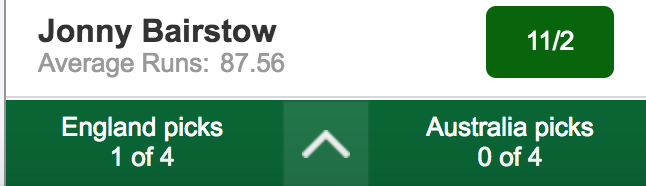 Jonny Bairstow
Average Runs: 87.56
11/2
England picks
1 of 4
Australia picks
0 of 4